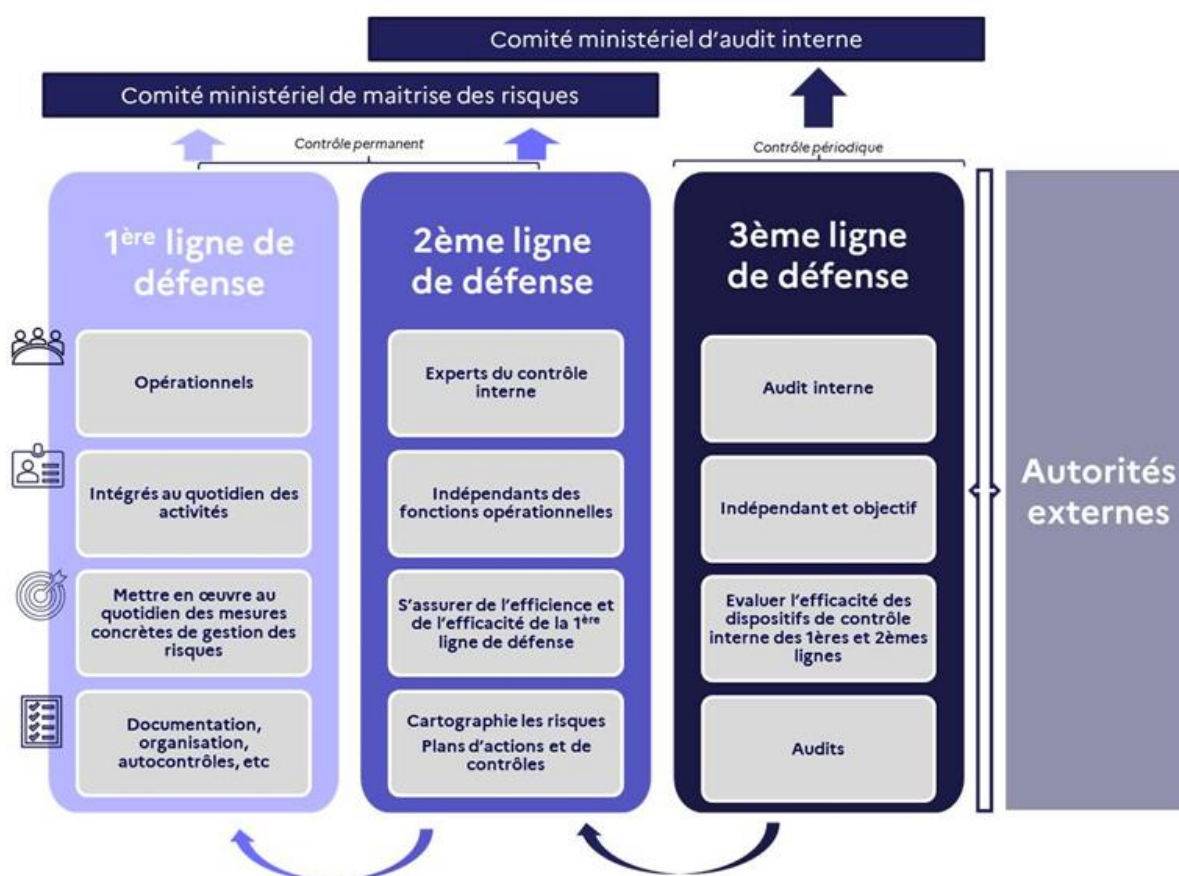 Comité ministériel d'audit interne
Comité ministériel de maitrise des risques
Contrôle permanent
Contrôle périodique
1ère ligne de
défense
Opérationnels
Intégrés au quotidien des
activités
Mettre en œuvre au
quotidien des mesures
concrètes de gestion des
risques
Documentation,
organisation,
autocontrôles, etc
2ème ligne
de défense
Experts du contrôle
interne
Indépendants des
fonctions opérationnelles
S'assurer de l'efficience et
de l'efficacité de la 1ère
ligne de défense
Cartographie les risques
Plans d'actions et de
contrôles
3ème ligne
de défense
Audit interne
Indépendant et objectif
Evaluer l'efficacité des
dispositifs de contrôle
interne des 1ères et 2èmes
lignes
Audits
Autorités
externes